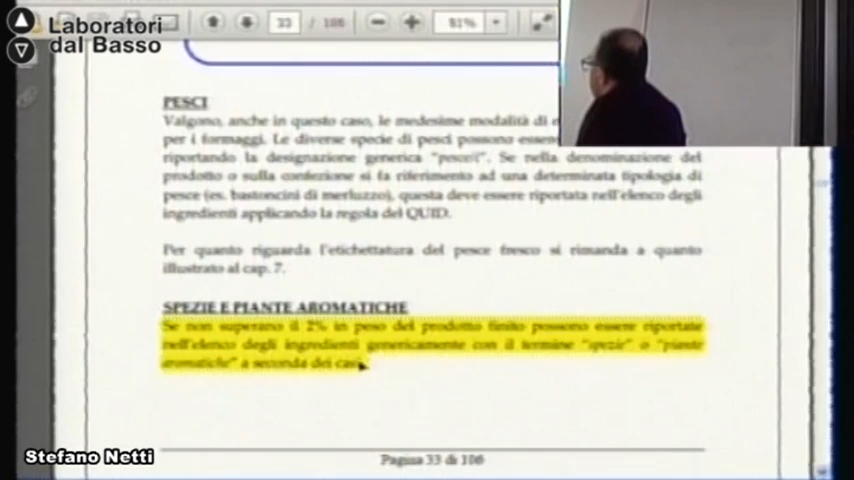 Laboratori
dal Basso
33 / 106
91%
PESCI
Valgono, anche in questo caso, le medesime modalità di
per i formaggi. Le diverse specie di pesci possono
riportando la designazione generica "pesce/i". Se nella denominazione del
prodotto o sulla confezione si fa riferimento ad una determinata tipologia di
pesce (es. bastoncini di merluzzo), questa deve essere riportata nell'elenco degli
ingredienti applicando la regola del QUID.
Per quanto riguarda l'etichettatura del pesce fresco si rimanda a quanto
illustrato al cap. 7.
SPEZIE E PIANTE AROMATICHE
Se non superano il 2% in peso del prodotto finito possono essere riportate
nell'elenco degli ingredienti genericamente con il termine "spezie" o "piante
aromatiche" a seconda dei casi
Pagina 33 di 106
Stefano Netti